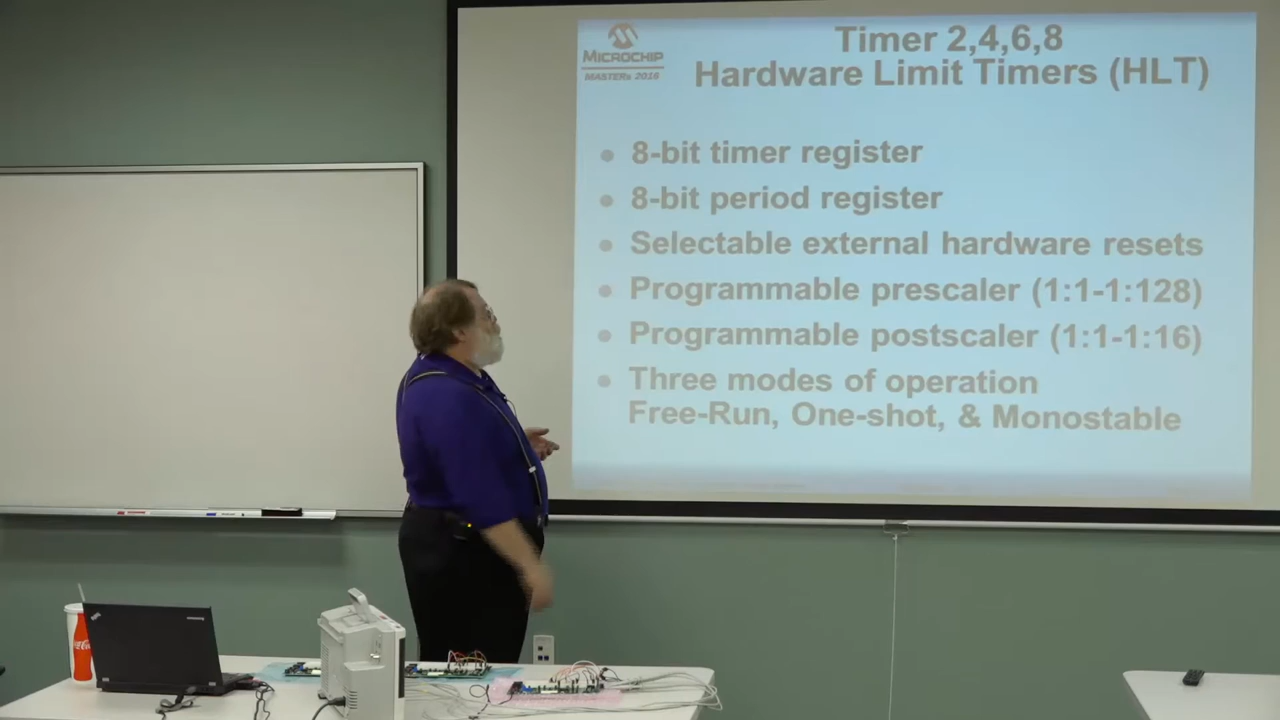 MICROCHIP
MASTERs 2016
Timer 2,4,6,8
Hardware Limit Timers (HLT)
8-bit timer register
8-bit period register
Selectable external hardware resets
Programmable prescaler (1:1-1:128)
Programmable postscaler (1:1-1:16)
Three modes of operation
Free-Run, One-shot, & Monostable